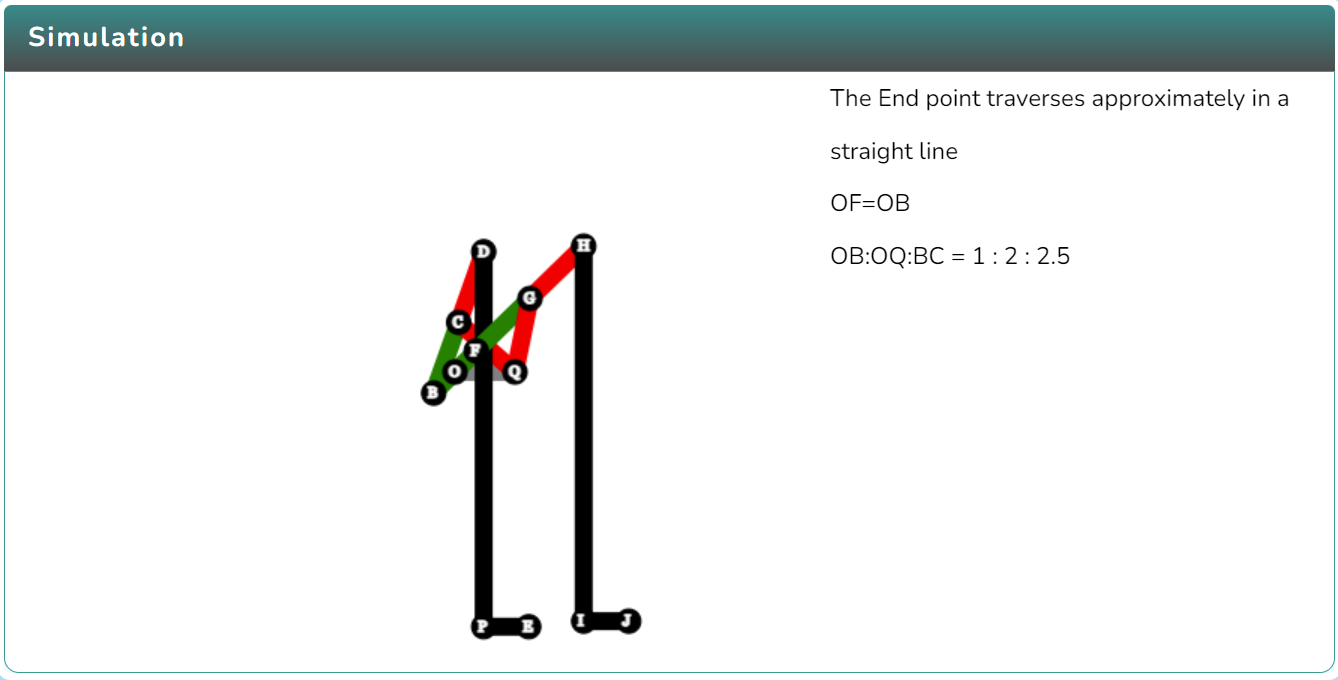 Simulation
The End point traverses approximately in a
straight line
OF=OB
OB:OQ:BC = 1 : 2 : 2.5
D
H
G
C
F
O
Q
B
P
E
I
J